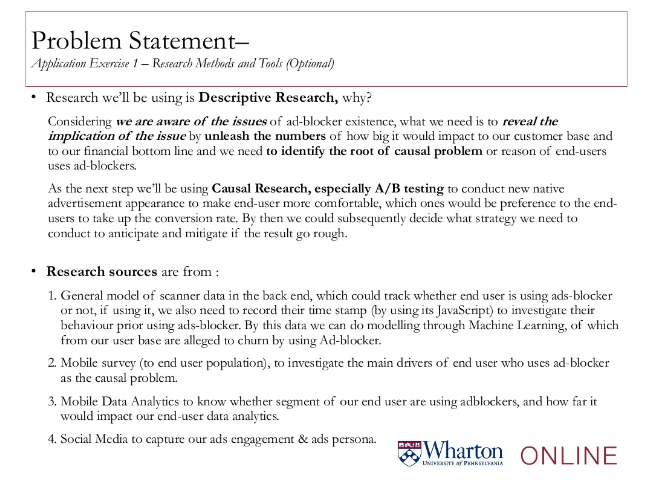 Problem Statement–
Application Exercise 1 – Research Methods and Tools (Optional)
• Research we'll be using is Descriptive Research, why?
Considering we are aware of the issues of ad-blocker existence, what we need is to reveal the
implication of the issue by unleash the numbers of how big it would impact to our customer base and
to our financial bottom line and we need to identify the root of causal problem or reason of end-users
uses ad-blockers.
As the next step we'll be using Causal Research, especially A/B testing to conduct new native
advertisement appearance to make end-user more comfortable, which ones would be preference to the end-
users to take up the conversion rate. By then we could subsequently decide what strategy we need to
conduct to anticipate and mitigate if the result go rough.
• Research sources are from :
1. General model of scanner data in the back end, which could track whether end user is using ads-blocker
or not, if using it, we also need to record their time stamp (by using its JavaScript) to investigate their
behaviour prior using ads-blocker. By this data we can do modelling through Machine Learning, of which
from our user base are alleged to churn by using Ad-blocker.
2. Mobile survey (to end user population), to investigate the main drivers of end user who uses ad-blocker
as the causal problem.
3. Mobile Data Analytics to know whether segment of our end user are using adblockers, and how far it
would impact our end-user data analytics.
4. Social Media to capture our ads engagement & ads persona.
Wharton ONLINE
UNIVERSITY of PENNSYLVANIA